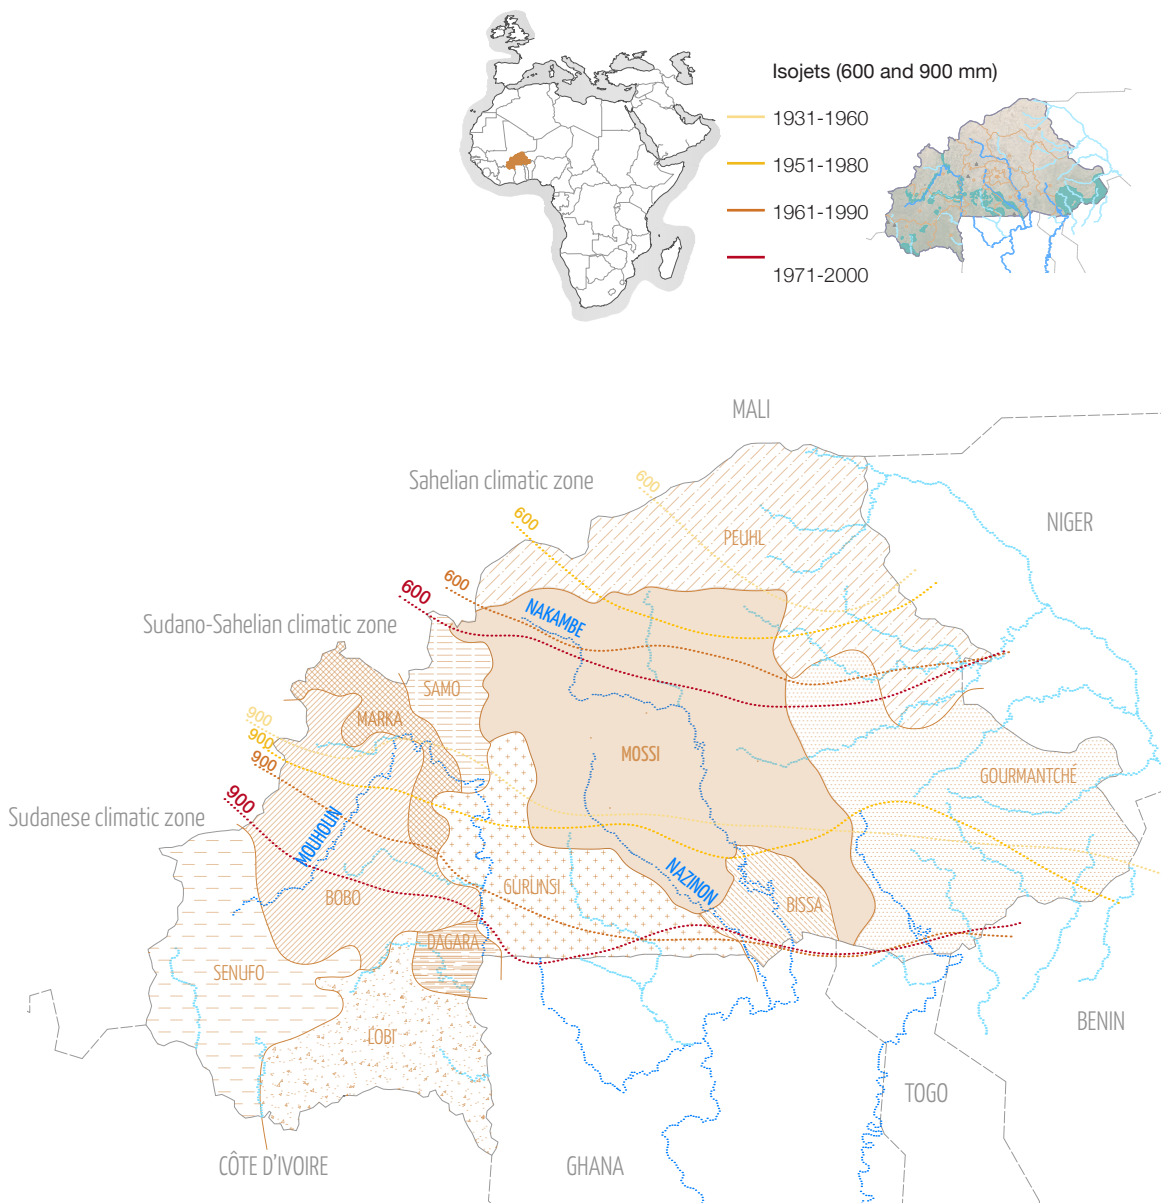 Isojets (600 and 900 mm)
1931-1960
1951-1980
1961-1990
1971-2000
MALI
Sahelian climatic zone
600
600
NIGER
PEUHL
600
600
NAKAMBE
Sudano-Sahelian climatic zone
SAMO
MARKA
900
900
900
MOSSI
GOURMANTCHÉ
900
Sudanese climatic zone
MOUHOUN
GURUNSI
NAZINON
BOBO
BISSA
DAGARA
SENUFO
LOBI
BENIN
TOGO
CÔTE D'IVOIRE
GHANA